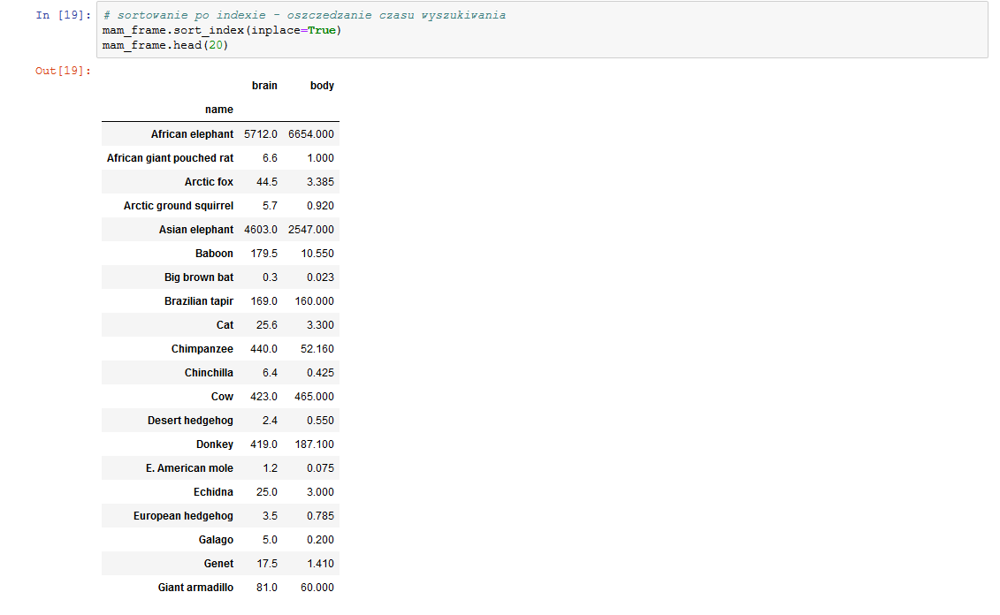 In [19]: # sortowanie po indexie - oszczedzanie czasu wyszukiwania
mam_frame.sort_index(inplace=True)
mam_frame.head(20)
Out[19]:
brain body
name
African elephant 5712.0 6654.000
African giant pouched rat 6.6 1.000
Arctic fox 44.5 3.385
Arctic ground squirrel 5.7 0.920
Asian elephant 4603.0 2547.000
Baboon 179.5 10.550
Big brown bat 0.3 0.023
Brazilian tapir 169.0 160.000
Cat 25.6 3.300
Chimpanzee 440.0 52.160
Chinchilla 6.4 0.425
Cow 423.0 465.000
Desert hedgehog 2.4 0.550
Donkey 419.0 187.100
E. American mole 1.2 0.075
Echidna 25.0 3.000
European hedgehog 3.5 0.785
Galago 5.0 0.200
Genet 17.5 1.410
Giant armadillo 81.0 60.000